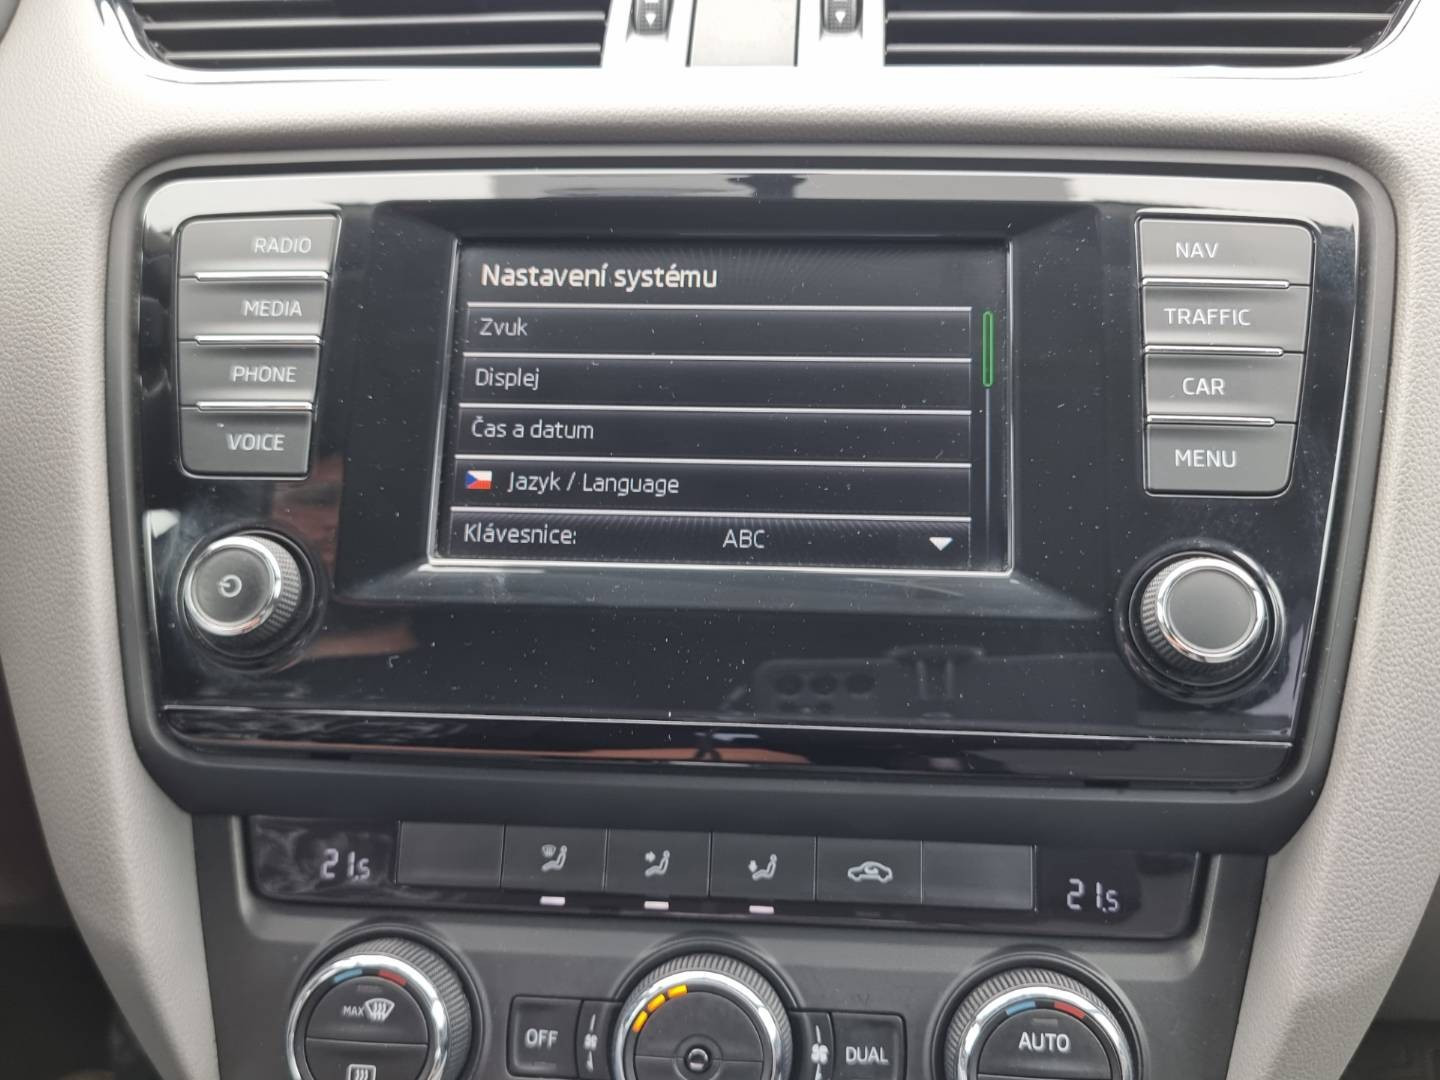 RADIO
MEDIA
PHONE
VOICE
Nastavení systému
Zvuk
Displej
Čas a datum
Jazyk / Language
Klávesnice: ABC
NAV
TRAFFIC
CAR
MENU
21.5
21.5
MAX
OFF
DUAL
AUTO